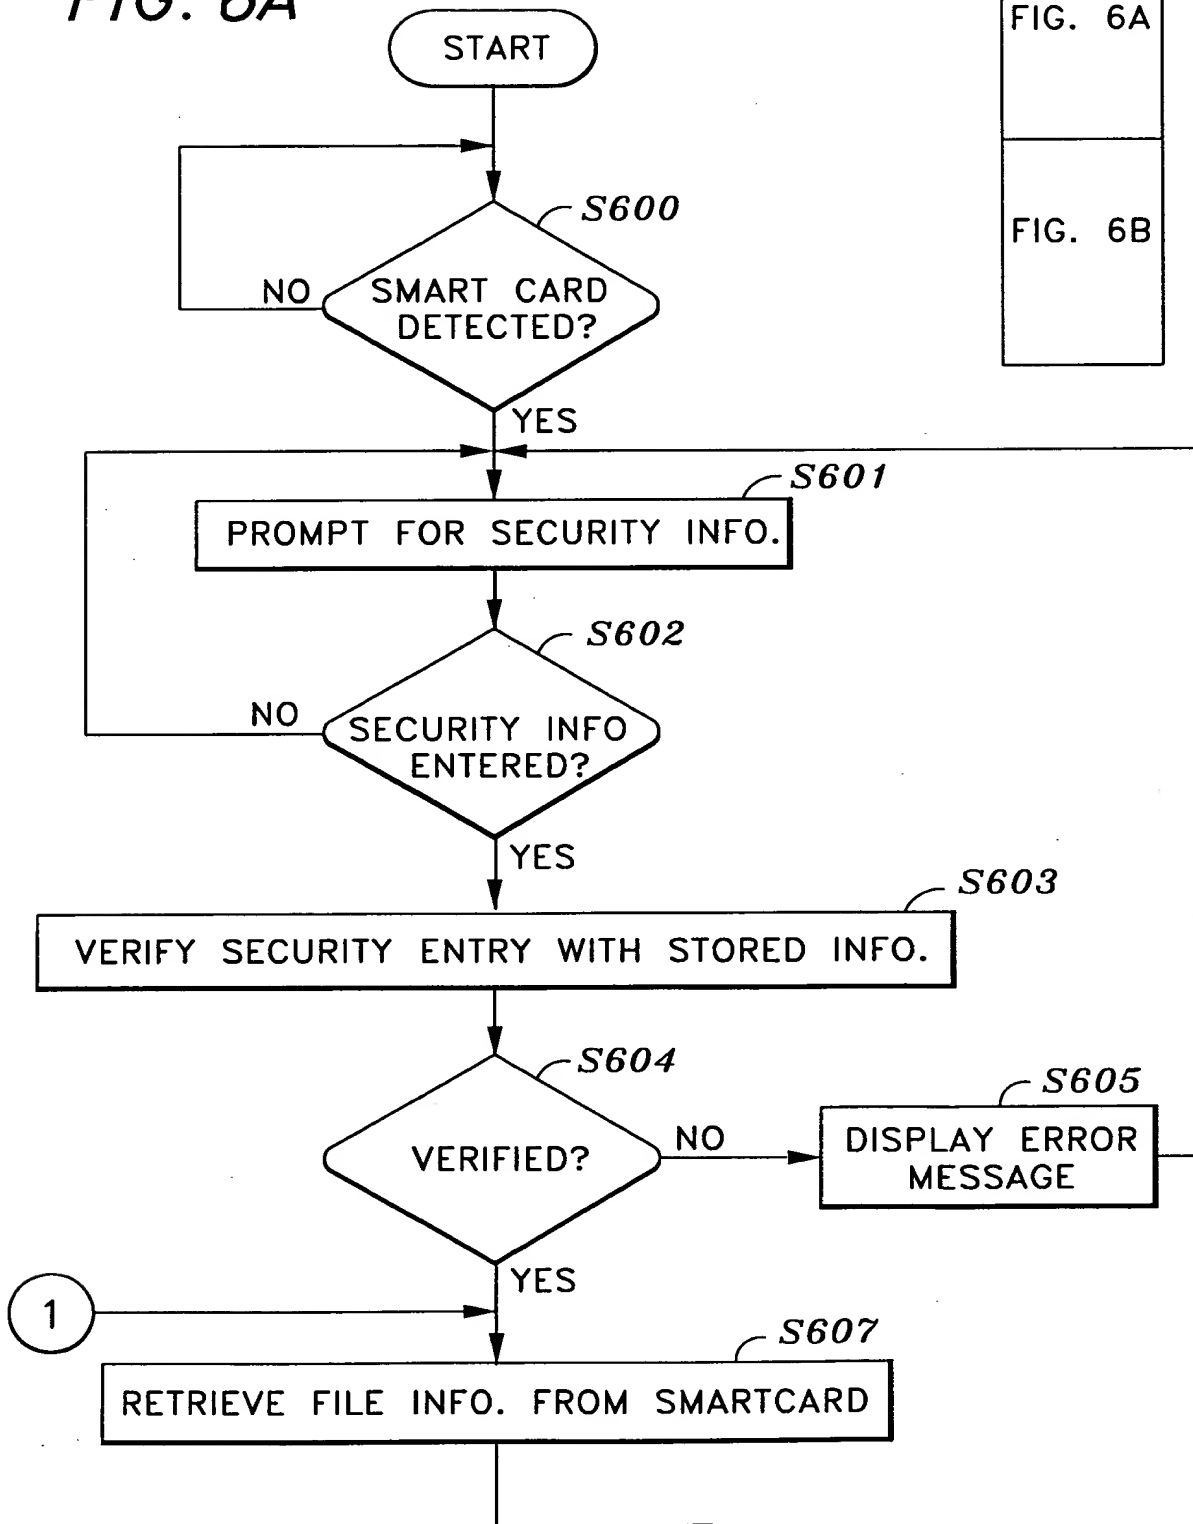 FIG. 6A
START
FIG. 6A
FIG. 6B
S600
NO
SMART CARD
DETECTED?
YES
S601
PROMPT FOR SECURITY INFO.
S602
NO
SECURITY INFO
ENTERED?
YES
S603
VERIFY SECURITY ENTRY WITH STORED INFO.
S604
VERIFIED?
NO
S605
DISPLAY ERROR
MESSAGE
YES
1
S607
RETRIEVE FILE INFO. FROM SMARTCARD